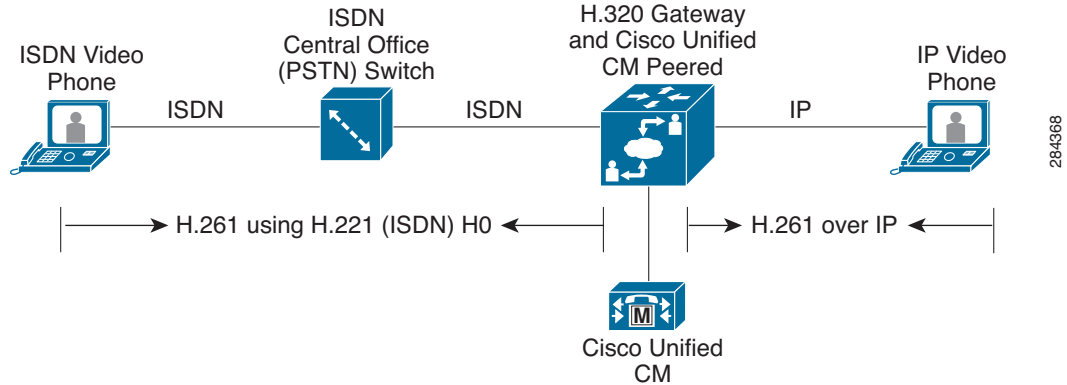 ISDN Video
Phone
ISDN
Central Office
(PSTN) Switch
H.320 Gateway
and Cisco Unified
CM Peered
IP Video
Phone
ISDN
ISDN
IP
284368
H.261 using H.221 (ISDN) H0
H.261 over IP
M
Cisco Unified
CM